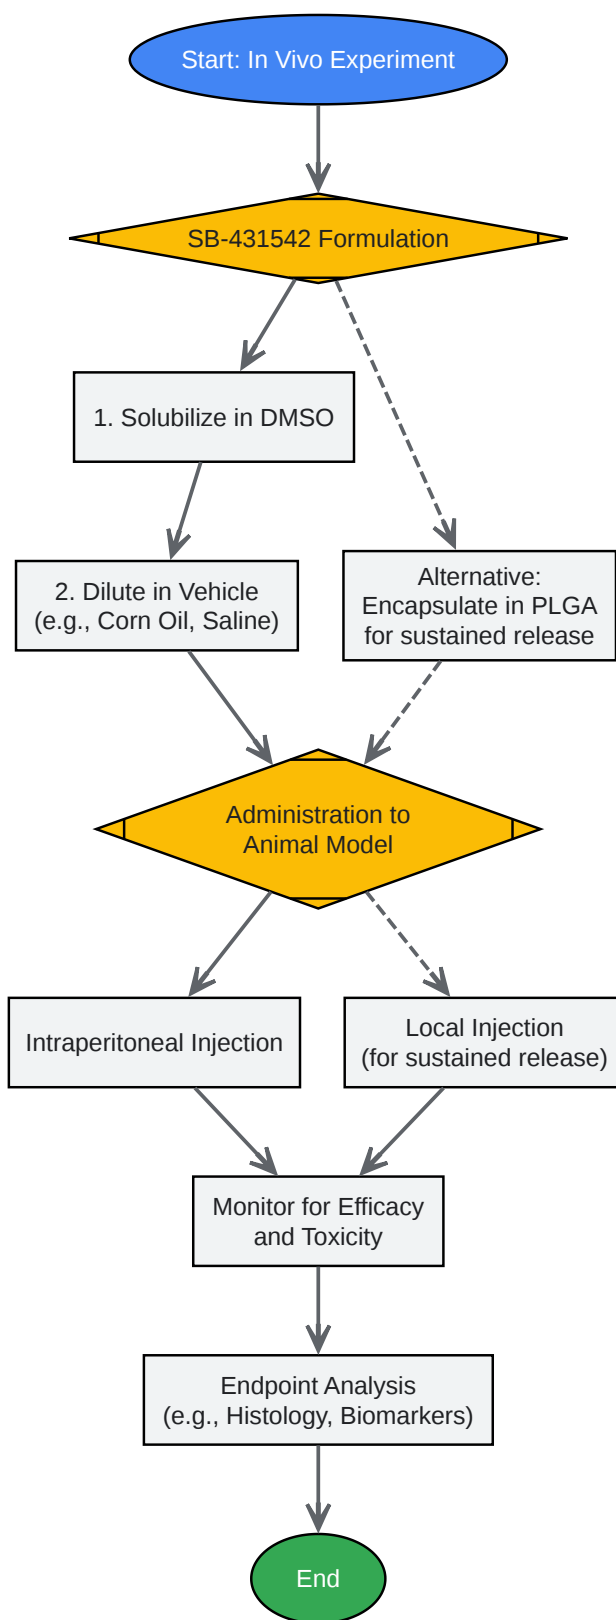 Start: In Vivo Experiment
SB-431542 Formulation
1. Solubilize in DMSO
2. Dilute in Vehicle
(e.g., Corn Oil, Saline)
Alternative:
Encapsulate in PLGA
for sustained release
Administration to
Animal Model
Intraperitoneal Injection
Local Injection
(for sustained release)
Monitor for Efficacy
and Toxicity
Endpoint Analysis
(e.g., Histology, Biomarkers)
End